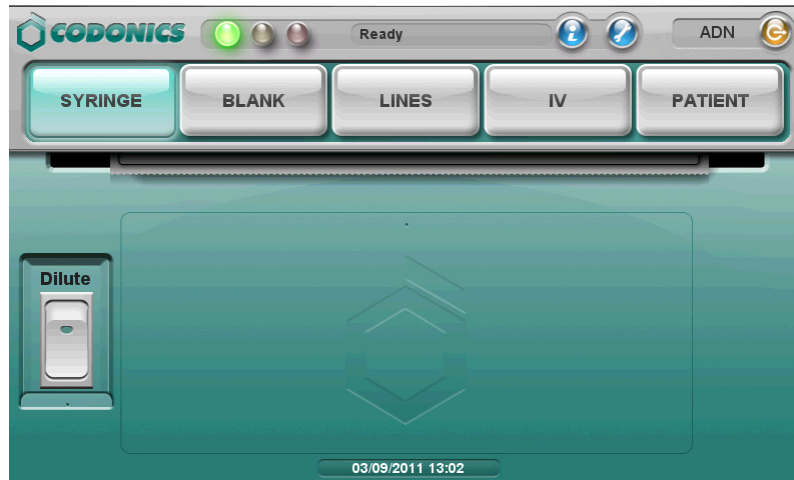 CODONICS Ready ADN
SYRINGE BLANK LINES IV PATIENT
Dilute
03/09/2011 13:02